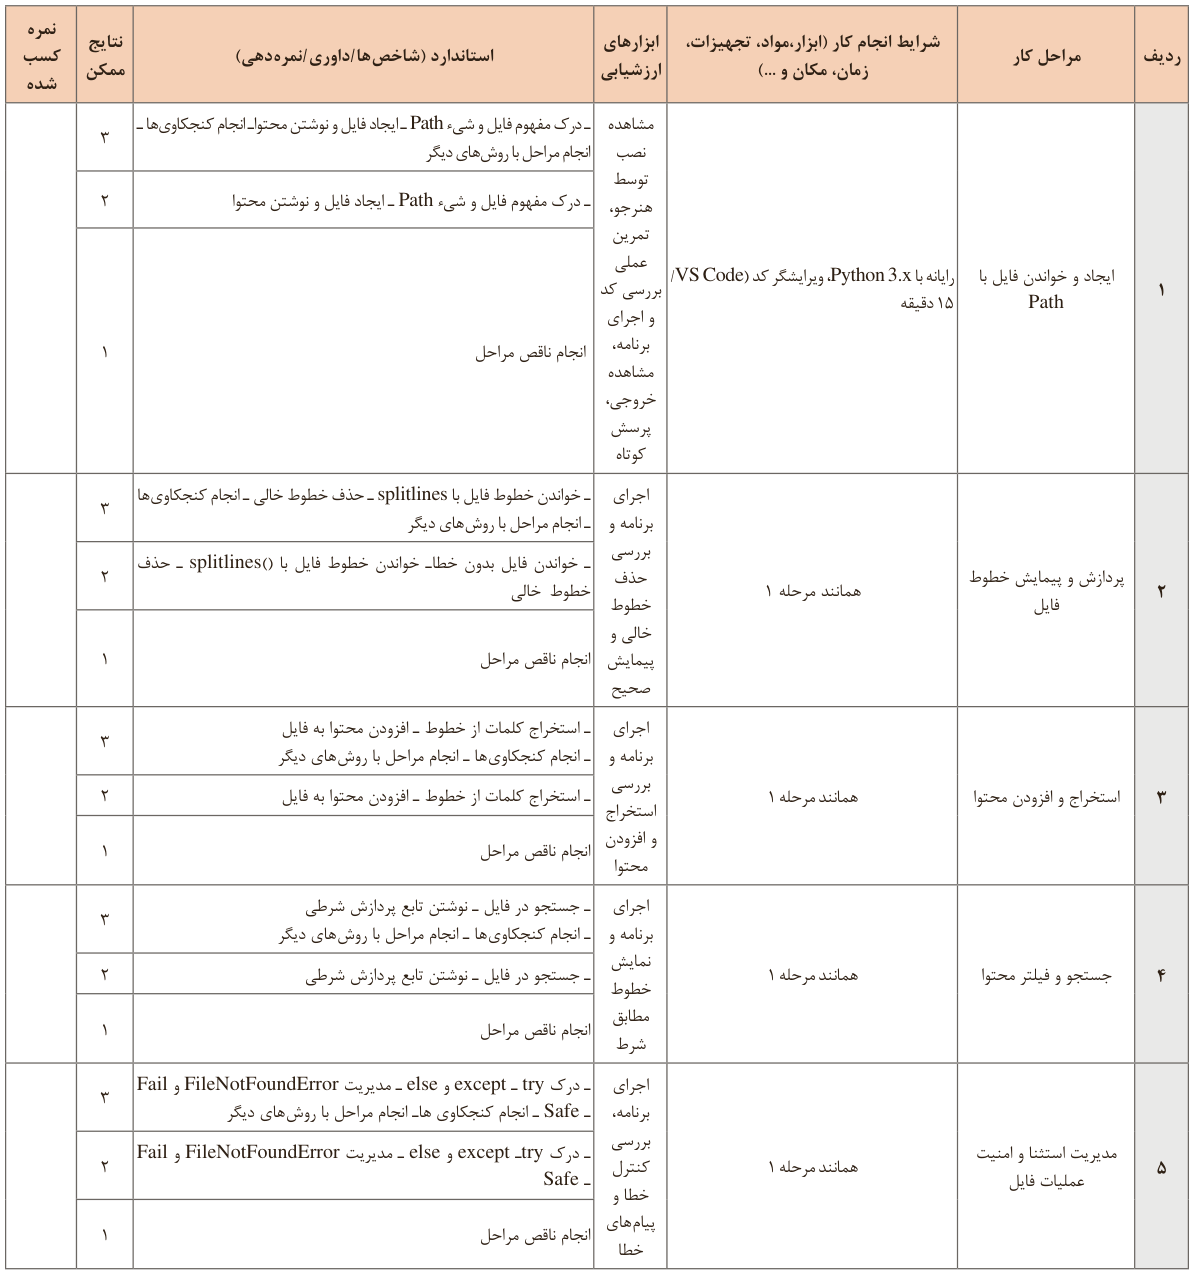 ردیف
مراحل کار
شرایط انجام کار (ابزار،مواد، تجهیزات،
زمان، مکان و ...)
ابزارهای
ارزشیابی
استاندارد (شاخص‌ها/داوری/نمره‌دهی)
نتایج
ممکن
نمره
کسب
شده
۱
ایجاد و خواندن فایل با
Path
رایانه با Python 3.x، ویرایشگر کد (VS Code/
۱۵ دقیقه
مشاهده
نصب
توسط
هنرجو،
تمرین
عملی
بررسی کد
و اجرای
برنامه،
مشاهده
خروجی،
پرسش
کوتاه
ـ درک مفهوم فایل و شیء Path ـ ایجاد فایل و نوشتن محتواـ انجام کنجکاوی‌ها ـ
انجام مراحل با روش‌های دیگر
۳
ـ درک مفهوم فایل و شیء Path ـ ایجاد فایل و نوشتن محتوا
۲
انجام ناقص مراحل
۱
۲
پردازش و پیمایش خطوط
فایل
همانند مرحله ۱
اجرای
برنامه و
بررسی
حذف
خطوط
خالی و
پیمایش
صحیح
ـ خواندن خطوط فایل با splitlines ـ حذف خطوط خالی ـ انجام کنجکاوی‌ها
ـ انجام مراحل با روش‌های دیگر
۳
ـ خواندن فایل بدون خطاـ خواندن خطوط فایل با splitlines() ـ حذف
خطوط خالی
۲
انجام ناقص مراحل
۱
۳
استخراج و افزودن محتوا
همانند مرحله ۱
اجرای
برنامه و
بررسی
استخراج
و افزودن
محتوا
ـ استخراج کلمات از خطوط ـ افزودن محتوا به فایل
ـ انجام کنجکاوی‌ها ـ انجام مراحل با روش‌های دیگر
۳
ـ استخراج کلمات از خطوط ـ افزودن محتوا به فایل
۲
انجام ناقص مراحل
۱
۴
جستجو و فیلتر محتوا
همانند مرحله ۱
اجرای
برنامه و
نمایش
خطوط
مطابق
شرط
ـ جستجو در فایل ـ نوشتن تابع پردازش شرطی
ـ انجام کنجکاوی‌ها ـ انجام مراحل با روش‌های دیگر
۳
ـ جستجو در فایل ـ نوشتن تابع پردازش شرطی
۲
انجام ناقص مراحل
۱
۵
مدیریت استثنا و امنیت
عملیات فایل
همانند مرحله ۱
اجرای
برنامه،
بررسی
کنترل
خطا و
پیام‌های
خطا
ـ درک try ـ except و else ـ مدیریت FileNotFoundError و Fail
ـ Safe ـ انجام کنجکاوی هاـ انجام مراحل با روش‌های دیگر
۳
ـ درک tryـ except و else ـ مدیریت FileNotFoundError و Fail
ـ Safe
۲
انجام ناقص مراحل
۱